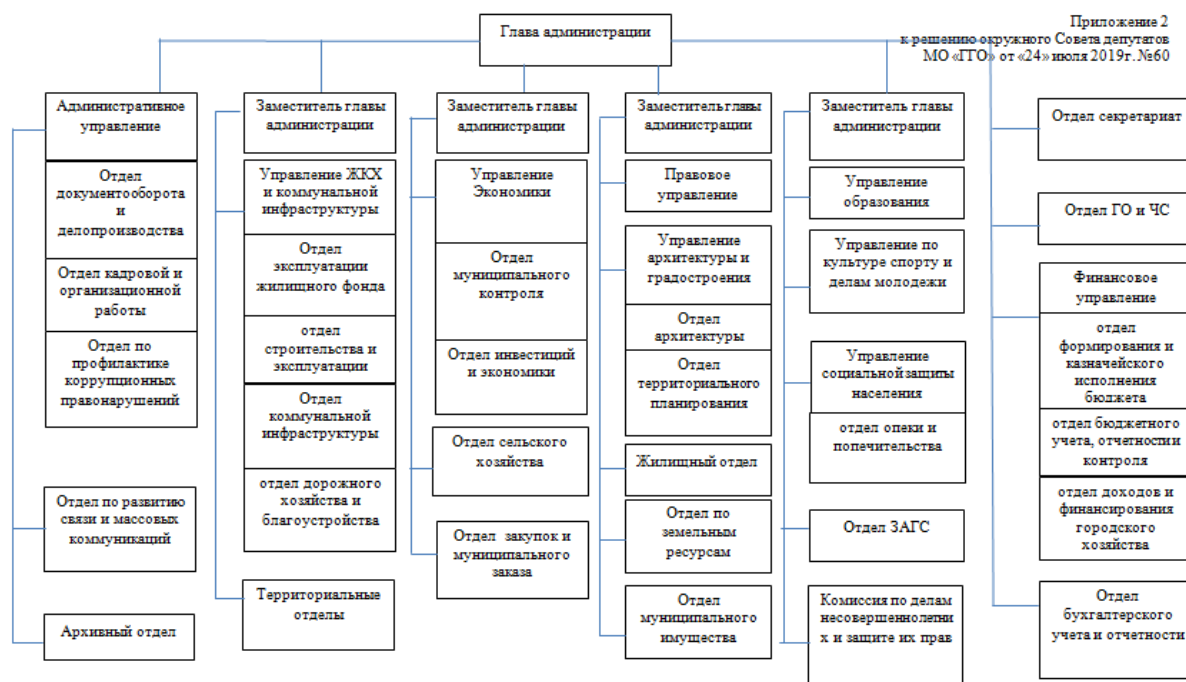 Приложение 2
к решению окружного Совета депутатов
МО «ГГО» от «24» июля 2019г. №60
Глава администрации
Административное
управление
Отдел
документооборота
и
делопроизводства
Отдел кадровой и
организационной
работы
Отдел по
профилактике
коррупционных
правонарушений
Отдел по развитию
связи и массовых
коммуникаций
Архивный отдел
Заместитель главы
администрации
Управление ЖКХ
и коммунальной
инфраструктуры
Отдел
эксплуатации
жилищного фонда
отдел
строительства и
эксплуатации
Отдел
коммунальной
инфраструктуры
отдел дорожного
хозяйства и
благоустройства
Территориальные
отделы
Заместитель главы
администрации
Управление
Экономики
Отдел
муниципального
контроля
Отдел инвестиций
и экономики
Отдел сельского
хозяйства
Отдел закупок и
муниципального
заказа
Заместитель главы
администрации
Правовое
управление
Управление
архитектуры и
градостроения
Отдел
архитектуры
Отдел
территориального
планирования
Жилищный отдел
Отдел по
земельным
ресурсам
Отдел
муниципального
имущества
Заместитель главы
администрации
Управление
образования
Управление по
культуре спорту и
делам молодежи
Управление
социальной защиты
населения
отдел опеки и
попечительства
Отдел ЗАГС
Комиссия по делам
несовершеннолетни
х и защите их прав
Отдел секретариат
Отдел ГО и ЧС
Финансовое
управление
отдел
формирования и
казначейского
исполнения
бюджета
отдел бюджетного
учета, отчетности и
контроля
отдел доходов и
финансирования
городского
хозяйства
Отдел
бухгалтерского
учета и отчетности